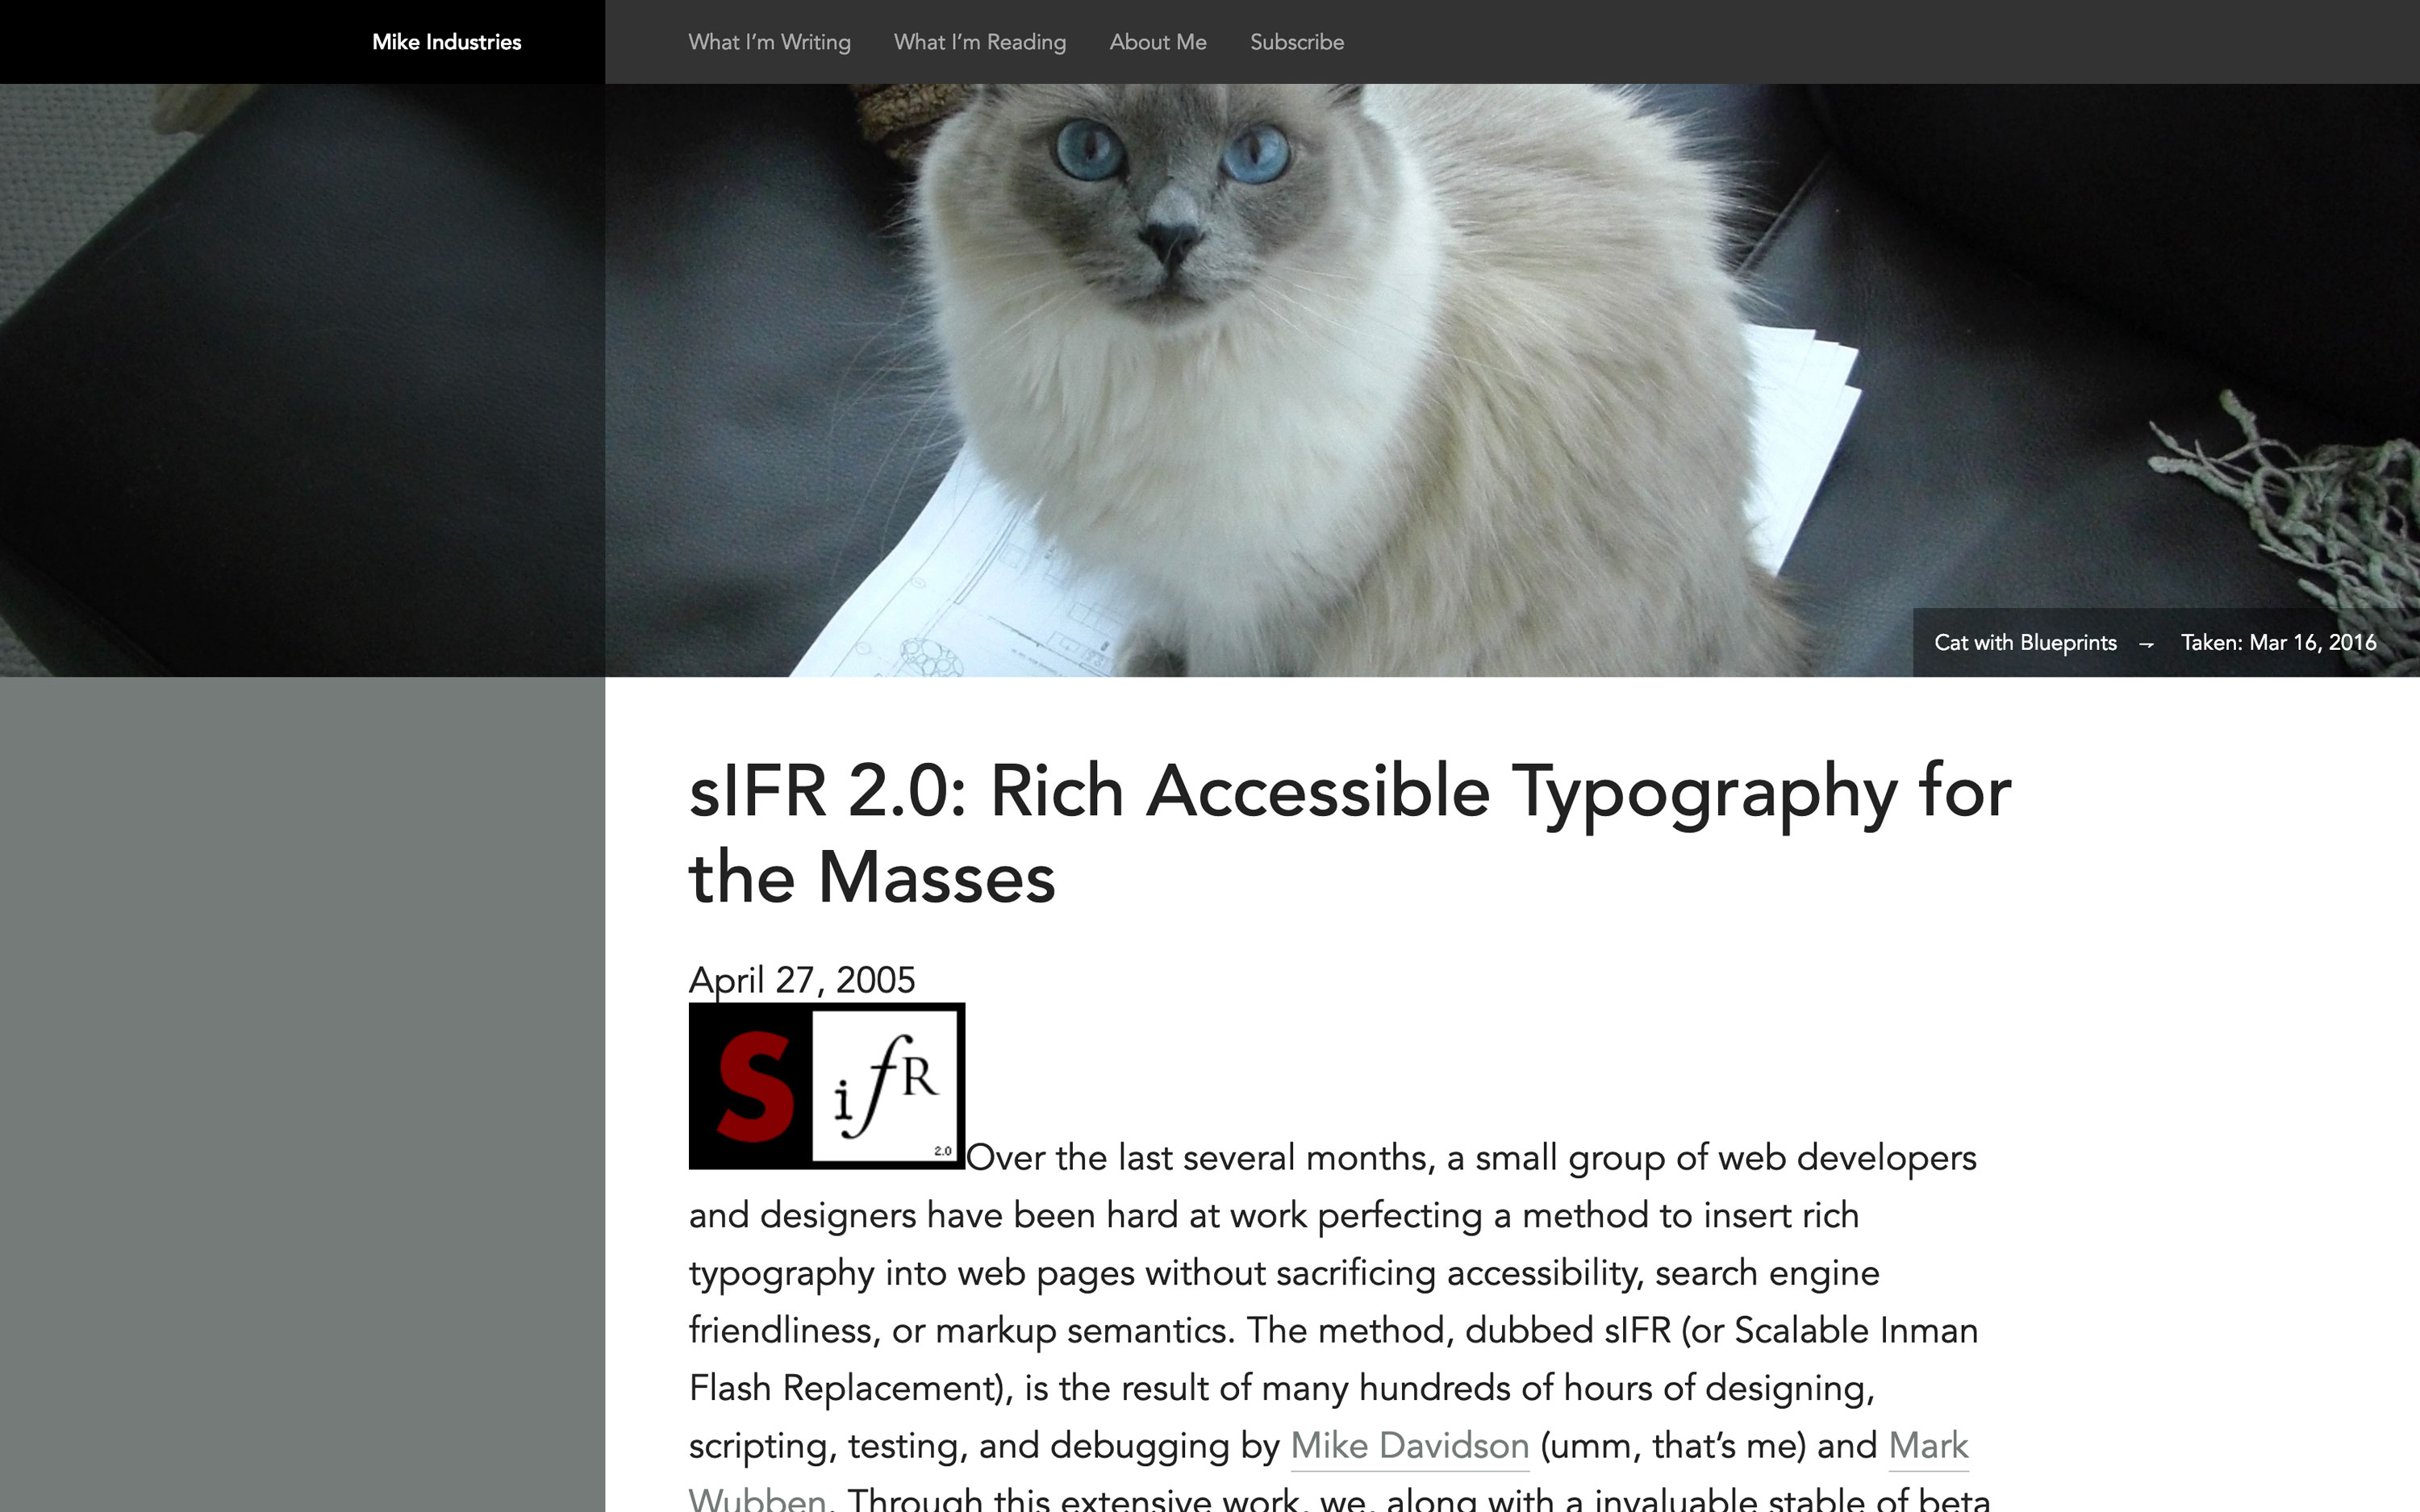 Mike Industries
What I'm Writing
What I'm Reading
About Me
Subscribe
Cat with Blueprints → Taken: Mar 16, 2016
sIFR 2.0: Rich Accessible Typography for
the Masses
April 27, 2005
S ifR
2.0
Over the last several months, a small group of web developers
and designers have been hard at work perfecting a method to insert rich
typography into web pages without sacrificing accessibility, search engine
friendliness, or markup semantics. The method, dubbed sIFR (or Scalable Inman
Flash Replacement), is the result of many hundreds of hours of designing,
scripting, testing, and debugging by Mike Davidson (umm, that's me) and Mark
Wubben. Through this extensive work, we, along with a invaluable stable of beta